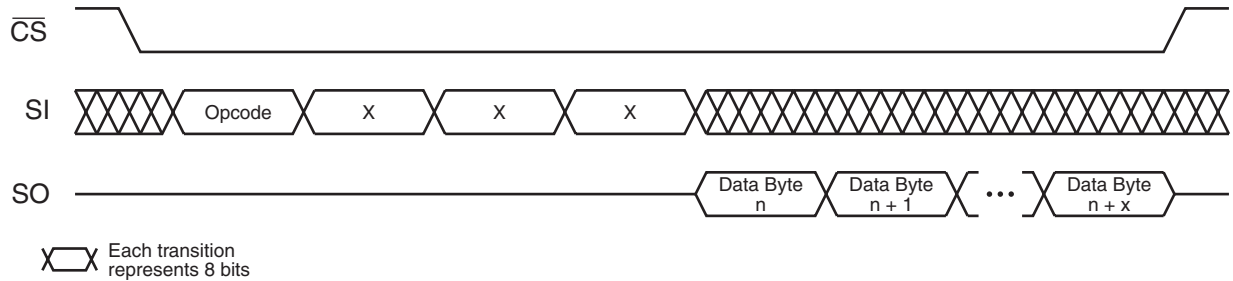 CS
SI
Opcode X X X
SO
Data Byte n
Data Byte n + 1
•••
Data Byte n + x
Each transition
represents 8 bits